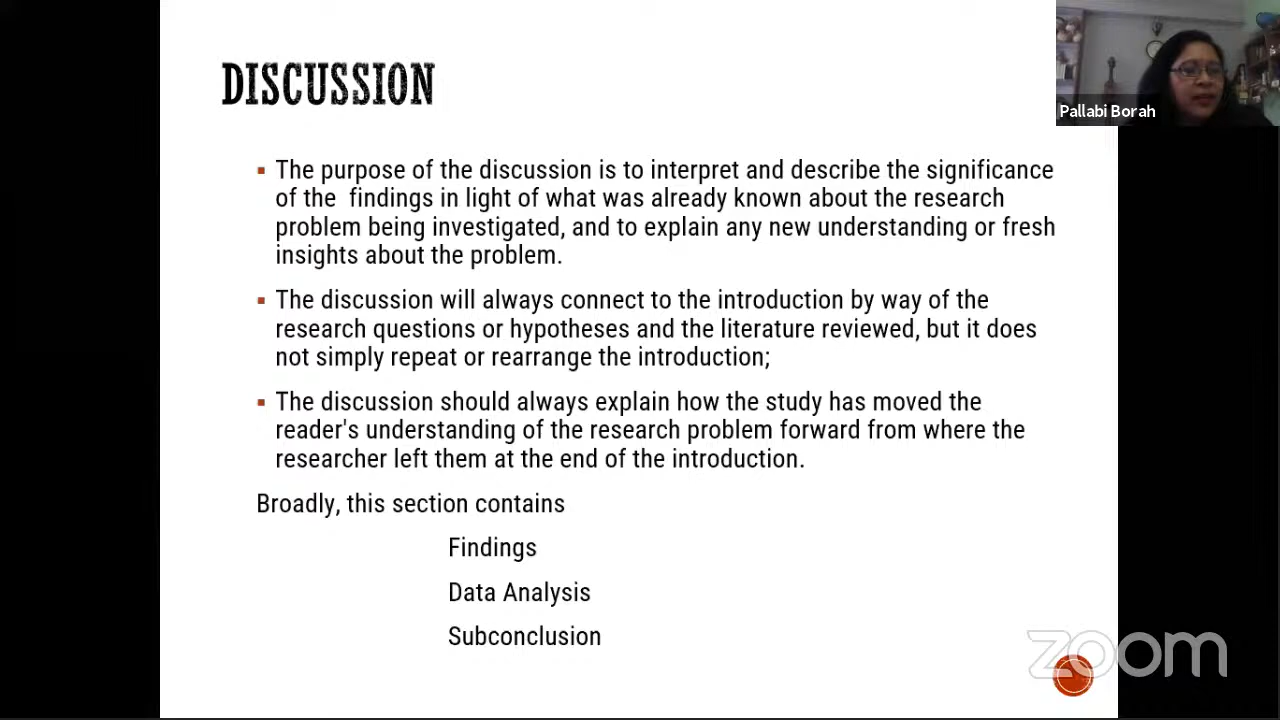 DISCUSSION
Pallabi Borah
▪ The purpose of the discussion is to interpret and describe the significance
of the findings in light of what was already known about the research
problem being investigated, and to explain any new understanding or fresh
insights about the problem.
▪ The discussion will always connect to the introduction by way of the
research questions or hypotheses and the literature reviewed, but it does
not simply repeat or rearrange the introduction;
▪ The discussion should always explain how the study has moved the
reader's understanding of the research problem forward from where the
researcher left them at the end of the introduction.
Broadly, this section contains
Findings
Data Analysis
Subconclusion
zoom